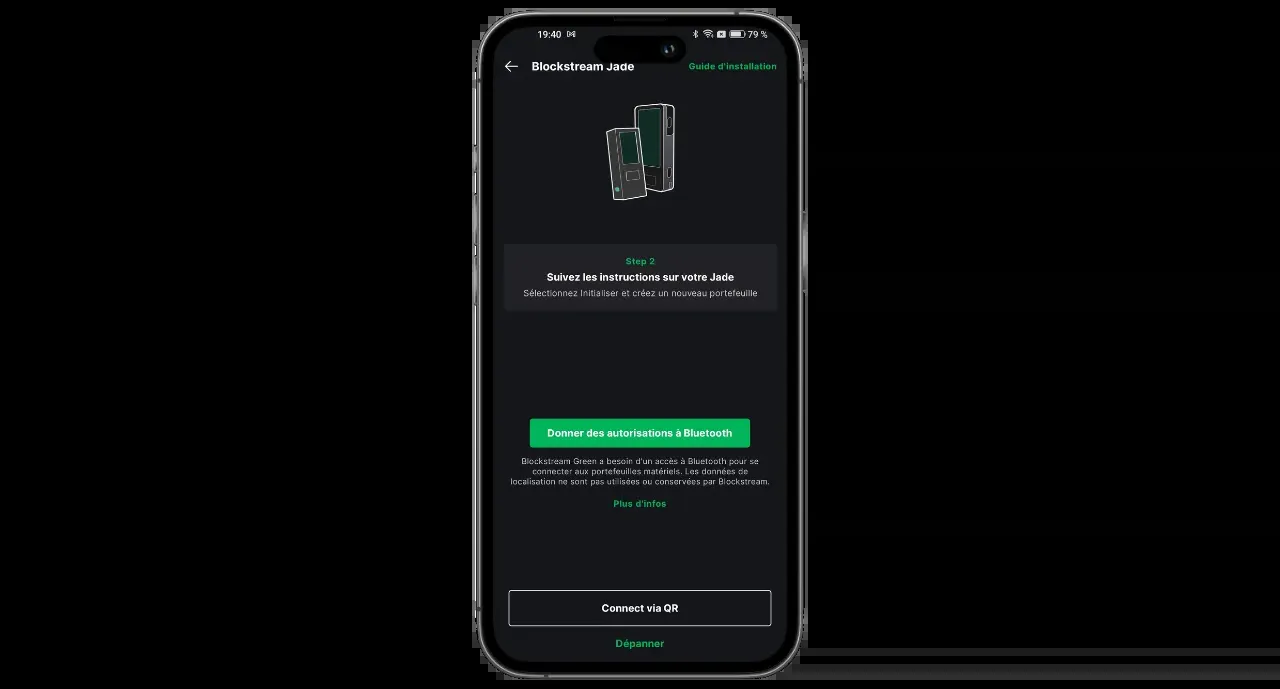 19:40
79 %
Blockstream Jade
Guide d'installation
Step 2
Suivez les instructions sur votre Jade
Sélectionnez Initialiser et créez un nouveau portefeuille
Donner des autorisations à Bluetooth
Blockstream Green a besoin d'un accès à Bluetooth pour se
connecter aux portefeuilles matériels. Les données de
localisation ne sont pas utilisées ou conservées par Blockstream.
Plus d'infos
Connect via QR
Dépanner